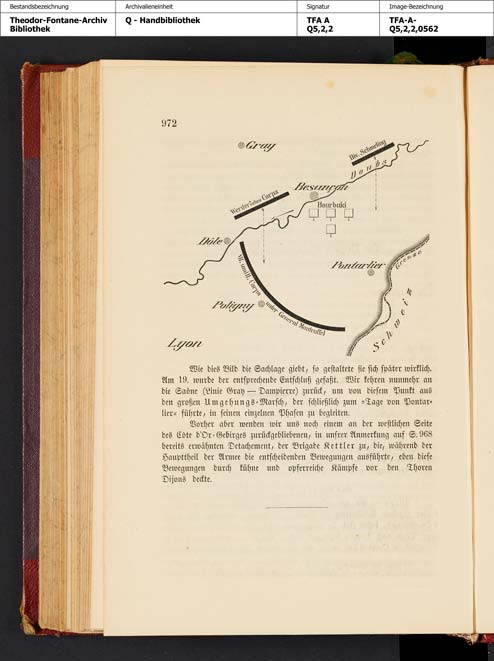 Bestandsbezeichnung
Archivalieneinheit
Signatur
Image-Bezeichnung
Theodor-Fontane-Archiv
Bibliothek
Q - Handbibliothek
TFA A
Q5,2,2
TFA-A-
Q5,2,2,0562
972
Gray
Div. Schmeling
Doubs
Besançon
Werder'sches Corps
Bourbaki
Dôle
Pontarlier
Grenze
VII. und II. Corps unter General Manteuffel
Poligny
Schweiz
Lyon
Wie dies Bild die Sachlage giebt, so gestaltete sie sich später wirklich.
Am 19. wurde der entsprechende Entschluß gefaßt. Wir kehren nunmehr an
die Saône (Linie Gray — Dampierre) zurück, um von diesem Punkt aus
den großen Umgehungs-Marsch, der schließlich zum »Tage von Pontar-
lier« führte, in seinen einzelnen Phasen zu begleiten.
Vorher aber wenden wir uns noch einem an der westlichen Seite
des Côte d'Or-Gebirges zurückgebliebenen, in unsrer Anmerkung auf S. 968
bereits erwähnten Detachement, der Brigade Kettler zu, die, während der
Haupttheil der Armee die entscheidenden Bewegungen ausführte, eben diese
Bewegungen durch kühne und opferreiche Kämpfe vor den Thoren
Dijons deckte.